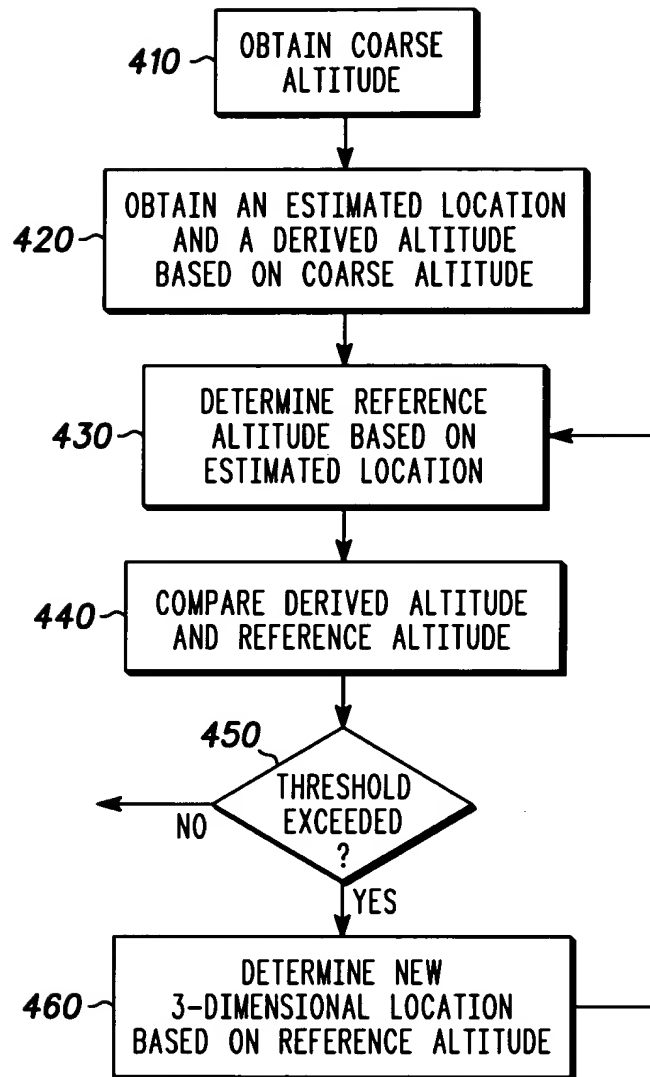 410
OBTAIN COARSE
ALTITUDE
420
OBTAIN AN ESTIMATED LOCATION
AND A DERIVED ALTITUDE
BASED ON COARSE ALTITUDE
430
DETERMINE REFERENCE
ALTITUDE BASED ON
ESTIMATED LOCATION
440
COMPARE DERIVED ALTITUDE
AND REFERENCE ALTITUDE
450
THRESHOLD
EXCEEDED
?
NO
YES
460
DETERMINE NEW
3-DIMENSIONAL LOCATION
BASED ON REFERENCE ALTITUDE